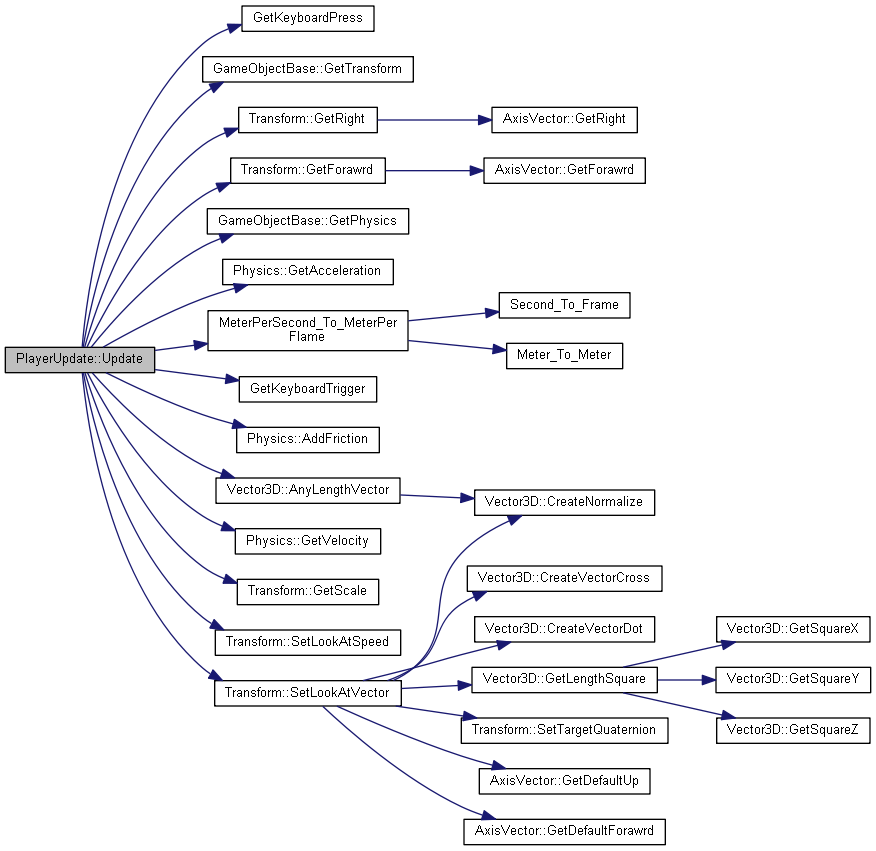 GetKeyboardPress
GameObjectBase::GetTransform
Transform::GetRight
AxisVector::GetRight
Transform::GetForawrd
AxisVector::GetForawrd
GameObjectBase::GetPhysics
Physics::GetAcceleration
MeterPerSecond_To_MeterPer
Flame
Second_To_Frame
Meter_To_Meter
PlayerUpdate::Update
GetKeyboardTrigger
Physics::AddFriction
Vector3D::AnyLengthVector
Vector3D::CreateNormalize
Physics::GetVelocity
Vector3D::CreateVectorCross
Transform::GetScale
Vector3D::CreateVectorDot
Vector3D::GetSquareX
Transform::SetLookAtSpeed
Vector3D::GetLengthSquare
Vector3D::GetSquareY
Transform::SetLookAtVector
Transform::SetTargetQuaternion
Vector3D::GetSquareZ
AxisVector::GetDefaultUp
AxisVector::GetDefaultForawrd